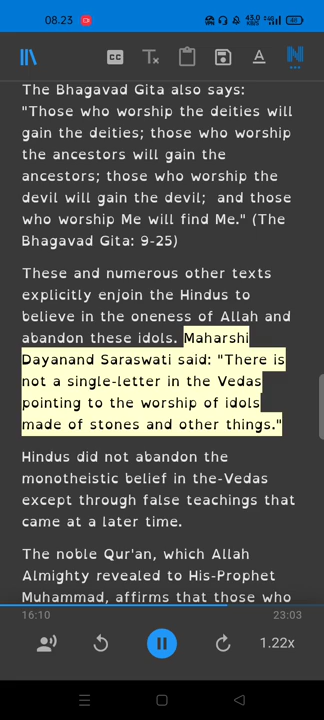 08.23
43.0 KB/S
CC
The Bhagavad Gita also says:
"Those who worship the deities will
gain the deities; those who worship
the ancestors will gain the
ancestors; those who worship the
devil will gain the devil;  and those
who worship Me will find Me." (The
Bhagavad Gita: 9-25)
These and numerous other texts
explicitly enjoin the Hindus to
believe in the oneness of Allah and
abandon these idols. Maharshi
Dayanand Saraswati said: "There is
not a single-letter in the Vedas
pointing to the worship of idols
made of stones and other things."
Hindus did not abandon the
monotheistic belief in the-Vedas
except through false teachings that
came at a later time.
The noble Qur'an, which Allah
Almighty revealed to His-Prophet
Muhammad, affirms that those who
16:10 23:03
1.22x